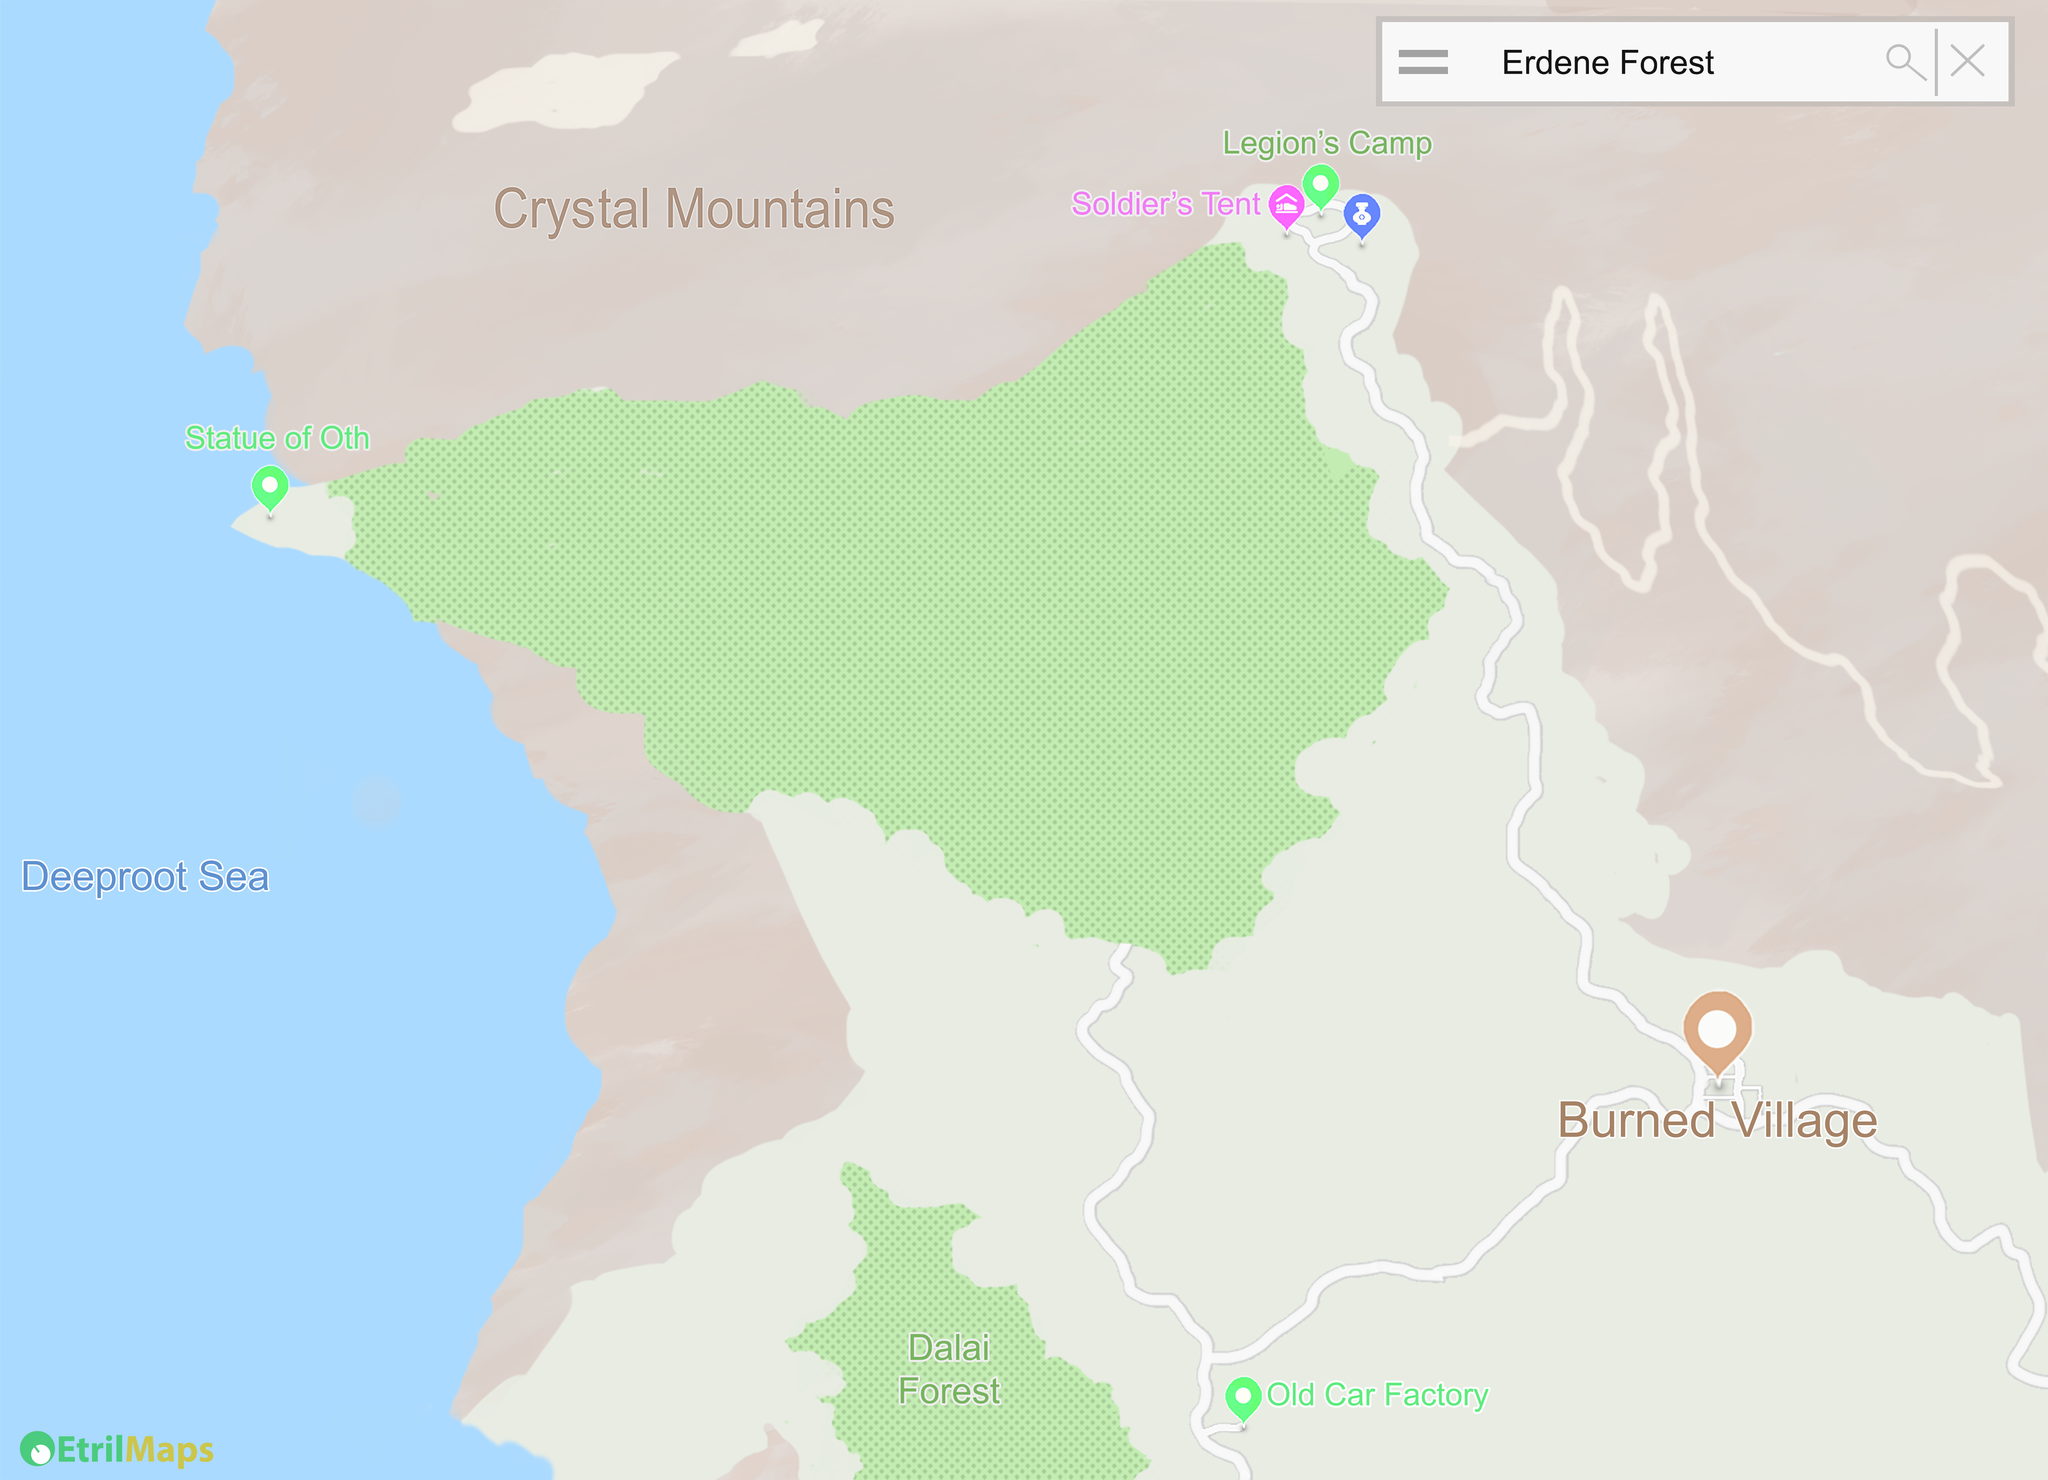 Erdene Forest
Legion's Camp
Soldier's Tent
Crystal Mountains
Statue of Oth
Deeproot Sea
Burned Village
Dalai
Forest
Old Car Factory
EtrilMaps